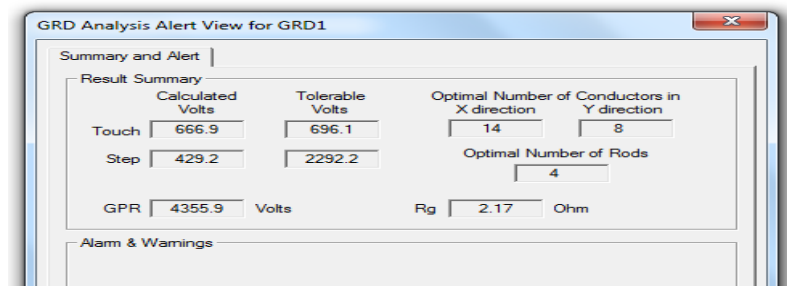 GRD Analysis Alert View for GRD1
Summary and Alert
Result Summary
Calculated Volts
Tolerable Volts
Optimal Number of Conductors in
X direction
Y direction
Touch 666.9 696.1 14 8
Step 429.2 2292.2
Optimal Number of Rods
4
GPR 4355.9 Volts Rg 2.17 Ohm
Alarm & Warnings